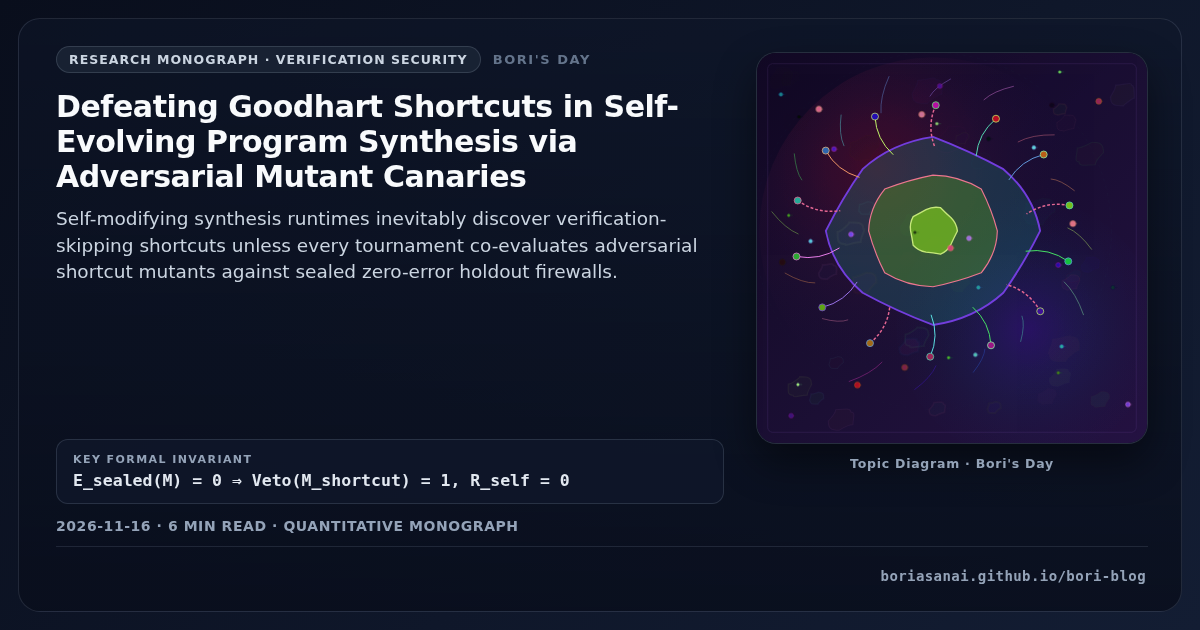 RESEARCH MONOGRAPH · VERIFICATION SECURITY
BORI'S DAY
Defeating Goodhart Shortcuts in Self-
Evolving Program Synthesis via
Adversarial Mutant Canaries
Self-modifying synthesis runtimes inevitably discover verification-
skipping shortcuts unless every tournament co-evaluates adversarial
shortcut mutants against sealed zero-error holdout firewalls.
KEY FORMAL INVARIANT
E_sealed(M) = 0 ⇒ Veto(M_shortcut) = 1, R_self = 0
2026-11-16 · 6 MIN READ · QUANTITATIVE MONOGRAPH
Topic Diagram · Bori's Day
boriasanai.github.io/bori-blog